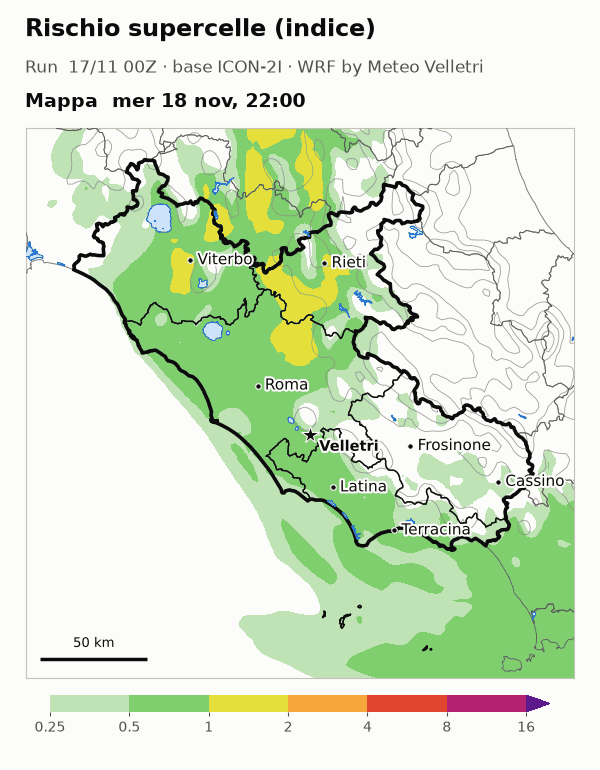 Rischio supercelle (indice)
Run  17/11 00Z · base ICON-2I · WRF by Meteo Velletri
Mappa  mer 18 nov, 22:00
Viterbo
Rieti
Roma
Velletri
Frosinone
Cassino
Latina
Terracina
50 km
0.25 0.5 1 2 4 8 16